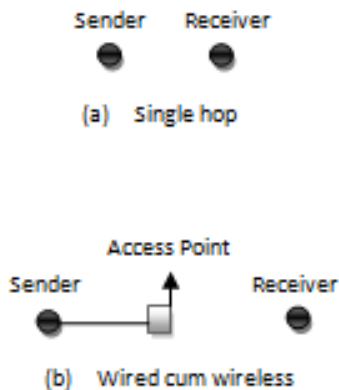 Sender Receiver
(a) Single hop
Access Point
Sender Receiver
(b) Wired cum wireless